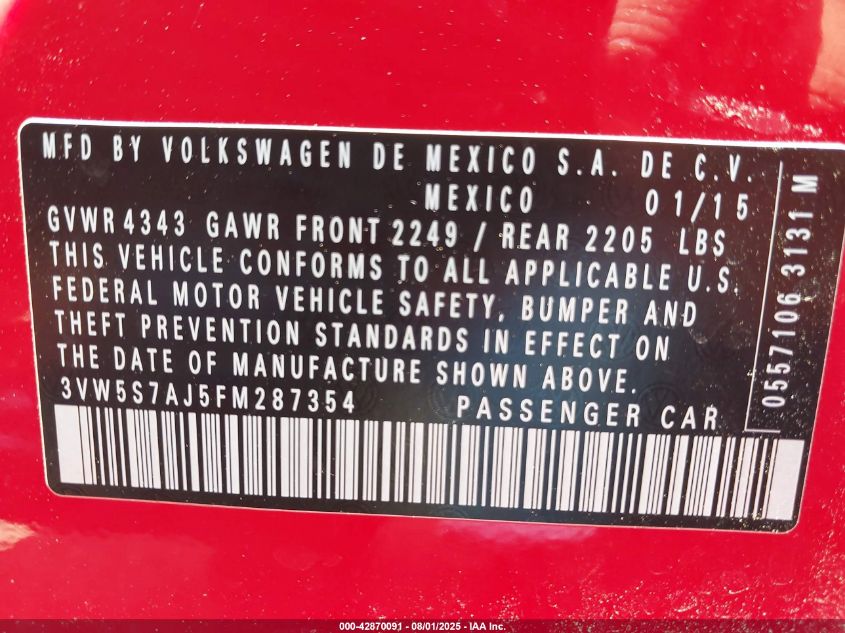 MFD BY VOLKSWAGEN DE MEXICO S.A. DE C.V.
MEXICO 01/15
GVWR 4343 GAWR FRONT 2249 / REAR 2205 LBS
THIS VEHICLE CONFORMS TO ALL APPLICABLE U.S.
FEDERAL MOTOR VEHICLE SAFETY, BUMPER AND
THEFT PREVENTION STANDARDS IN EFFECT ON
THE DATE OF MANUFACTURE SHOWN ABOVE.
3VW5S7AJ5FM287354 PASSENGER CAR
0557106 3131 M
000-42870091 - 08/01/2025 - IAA Inc.